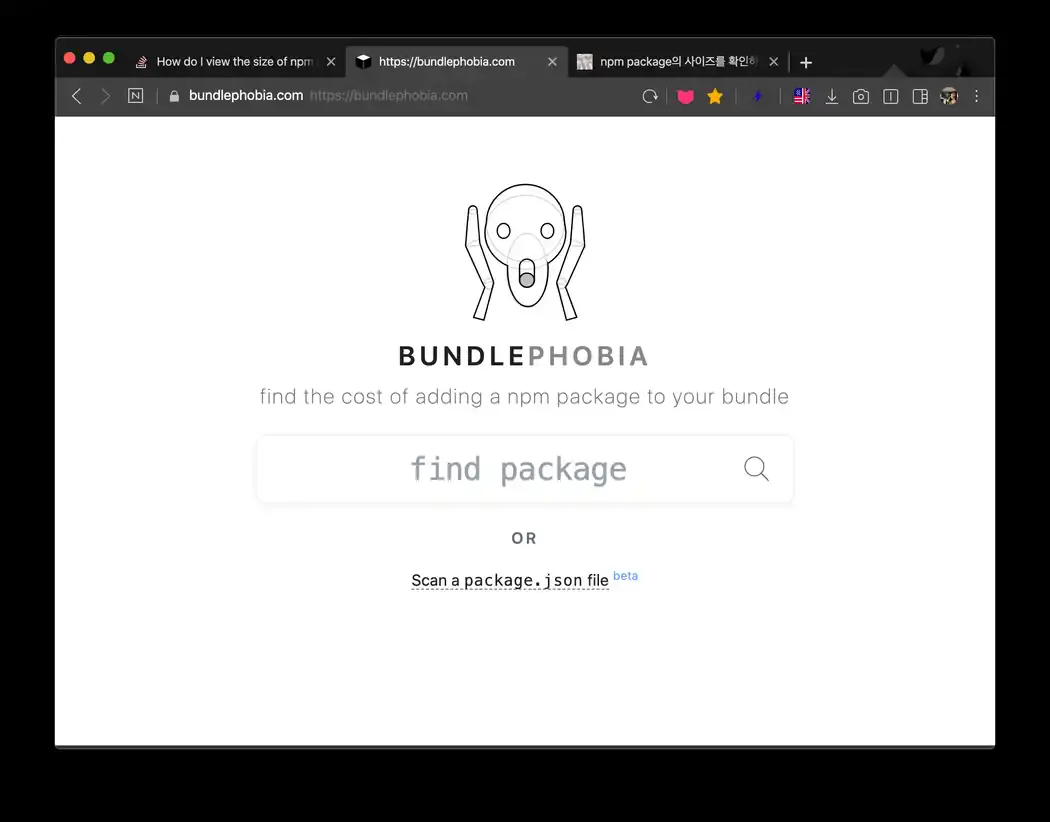 How do I view the size of npm
https://bundlephobia.com
npm package의 사이즈를 확인하
N
bundlephobia.com https://bundlephobia.com
BUNDLEPHOBIA
find the cost of adding a npm package to your bundle
find package
OR
Scan a package.json file beta